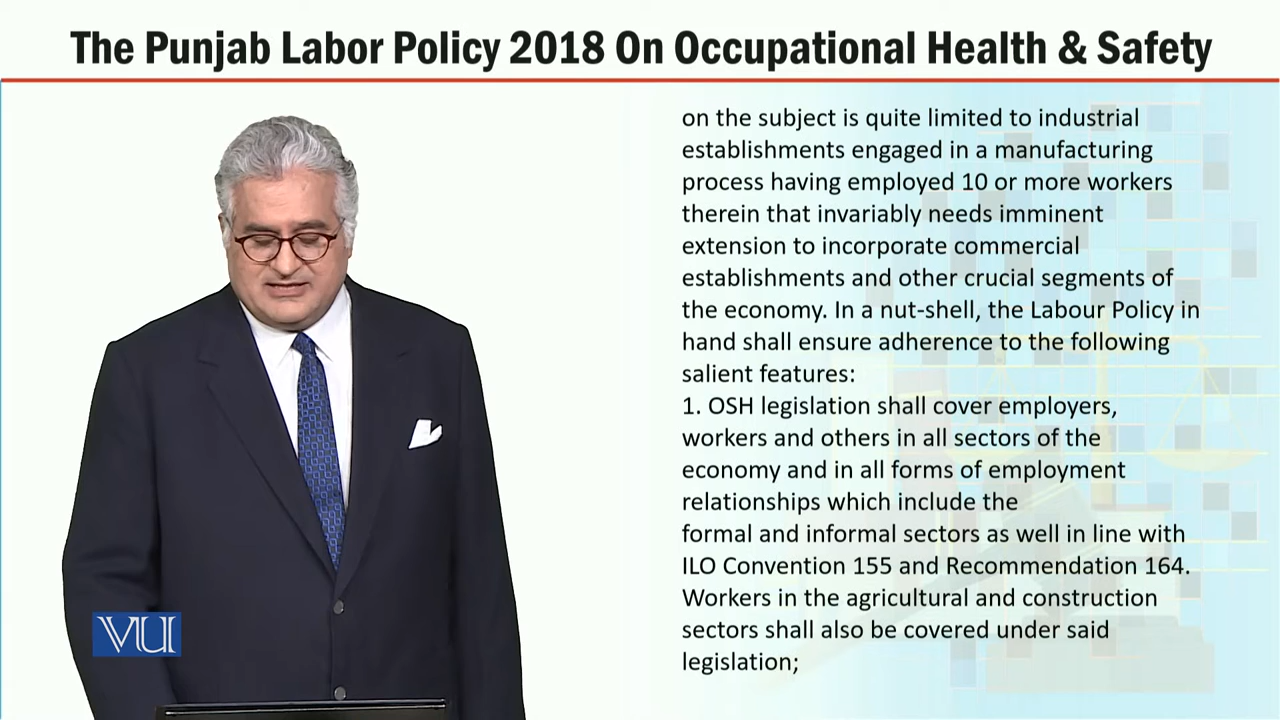 The Punjab Labor Policy 2018 On Occupational Health & Safety
on the subject is quite limited to industrial
establishments engaged in a manufacturing
process having employed 10 or more workers
therein that invariably needs imminent
extension to incorporate commercial
establishments and other crucial segments of
the economy. In a nut-shell, the Labour Policy in
hand shall ensure adherence to the following
salient features:
1. OSH legislation shall cover employers,
workers and others in all sectors of the
economy and in all forms of employment
relationships which include the
formal and informal sectors as well in line with
ILO Convention 155 and Recommendation 164.
Workers in the agricultural and construction
sectors shall also be covered under said
legislation;
VU